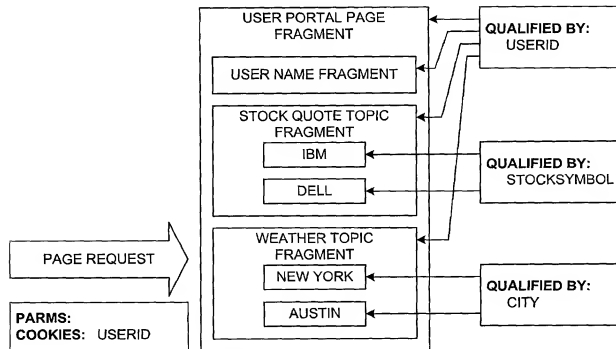 USER PORTAL PAGE
FRAGMENT
USER NAME FRAGMENT
STOCK QUOTE TOPIC
FRAGMENT
IBM
DELL
WEATHER TOPIC
FRAGMENT
NEW YORK
AUSTIN
QUALIFIED BY:
USERID
QUALIFIED BY:
STOCKSYMBOL
QUALIFIED BY:
CITY
PAGE REQUEST
PARMS:
COOKIES: USERID